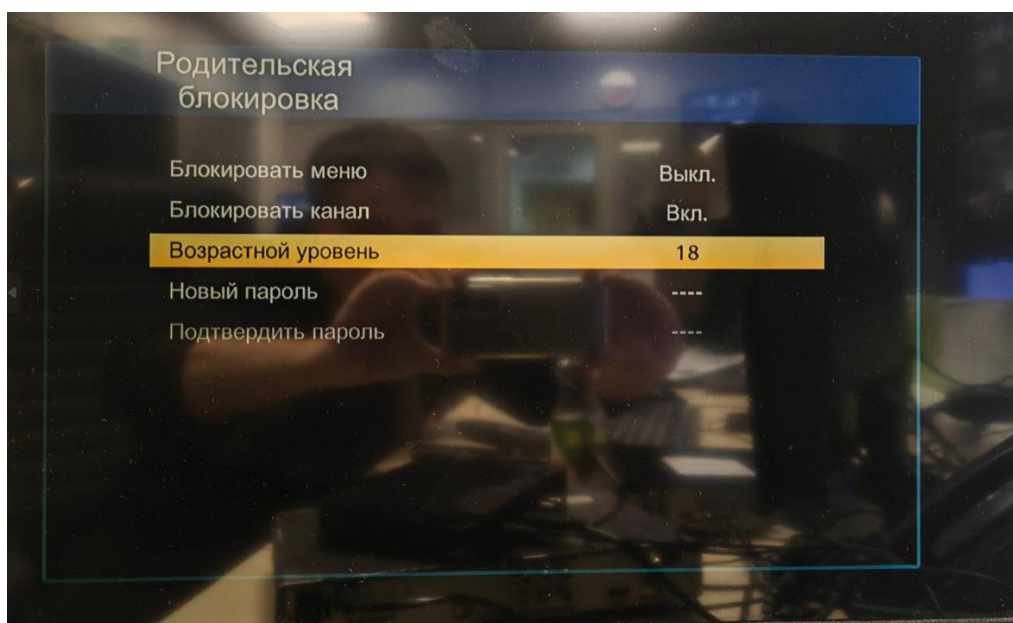 Родительская
блокировка
Блокировать меню Выкл.
Блокировать канал Вкл.
Возрастной уровень 18
Новый пароль ----
Подтвердить пароль ----